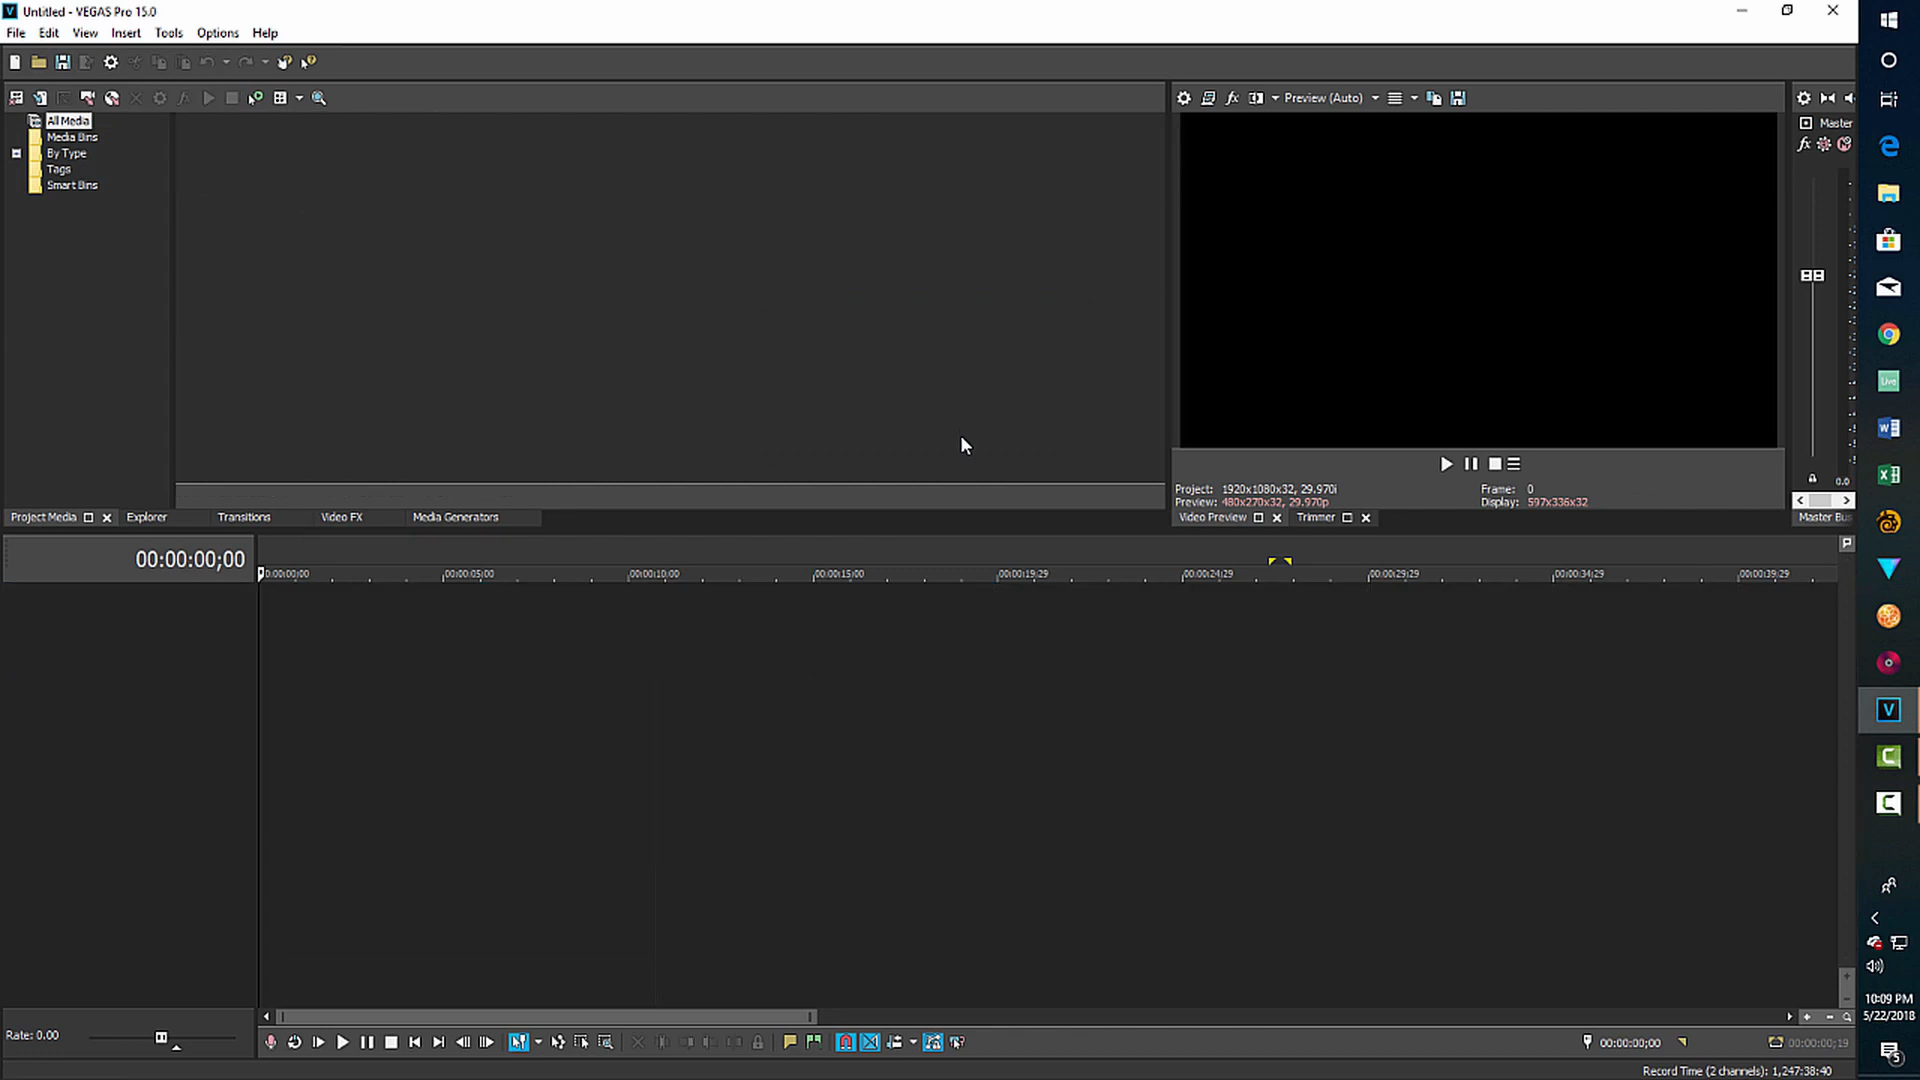 Untitled - VEGAS Pro 15.0
File Edit View Insert Tools Options Help
Preview (Auto)
All Media
Media Bins
By Type
Tags
Smart Bins
Master
0.0
Project: 1920x1080x32, 29.970i
Frame: 0
Preview: 480x270x32, 29.970p
Display: 597x336x32
Project Media Explorer Transitions Video FX Media Generators
Video Preview Trimmer
Master Bus
00:00:00;00
00:00:00;00 00:00:05;00 00:00:10;00 00:00:15;00 00:00:19;29 00:00:24;29 00:00:29;29 00:00:34;29 00:00:39;29
Live
10:09 PM
5/22/2018
5
Rate: 0.00
00:00:00;00
00:00:00;19
Record Time (2 channels): 1,247:38:40